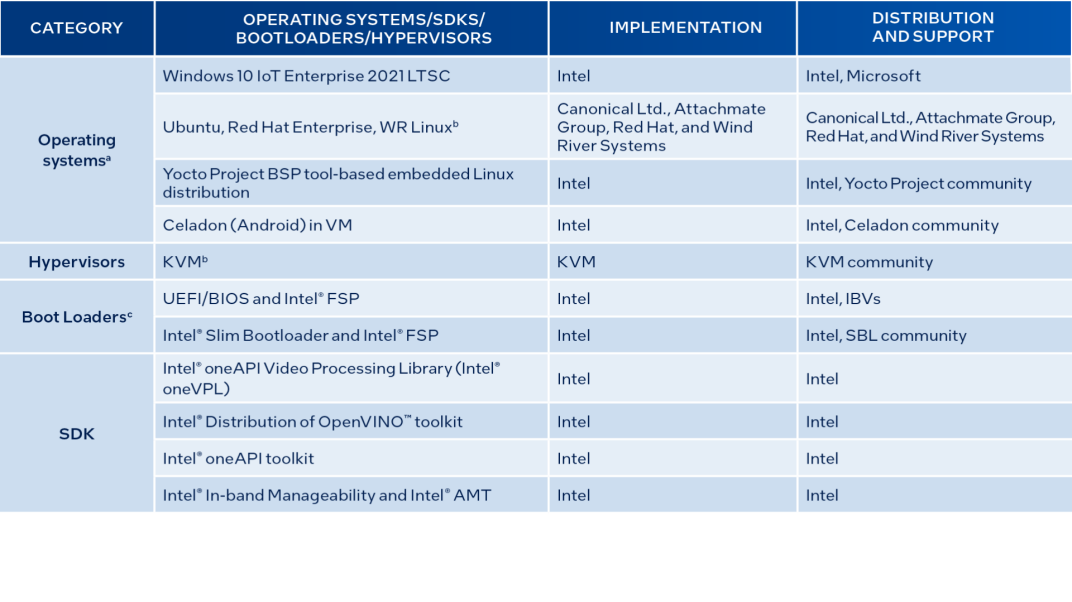 CATEGORY
OPERATING SYSTEMS/SDKS/
BOOTLOADERS/HYPERVISORS
IMPLEMENTATION
DISTRIBUTION
AND SUPPORT
Operating
systemsᵃ
Windows 10 IoT Enterprise 2021 LTSC
Intel
Intel, Microsoft
Ubuntu, Red Hat Enterprise, WR Linuxᵇ
Canonical Ltd., Attachmate
Group, Red Hat, and Wind
River Systems
Canonical Ltd., Attachmate Group,
Red Hat, and Wind River Systems
Yocto Project BSP tool-based embedded Linux
distribution
Intel
Intel, Yocto Project community
Celadon (Android) in VM
Intel
Intel, Celadon community
Hypervisors
KVMᵇ
KVM
KVM community
Boot Loadersᶜ
UEFI/BIOS and Intel® FSP
Intel
Intel, IBVs
Intel® Slim Bootloader and Intel® FSP
Intel
Intel, SBL community
SDK
Intel® oneAPI Video Processing Library (Intel®
oneVPL)
Intel
Intel
Intel® Distribution of OpenVINO™ toolkit
Intel
Intel
Intel® oneAPI toolkit
Intel
Intel
Intel® In-band Manageability and Intel® AMT
Intel
Intel